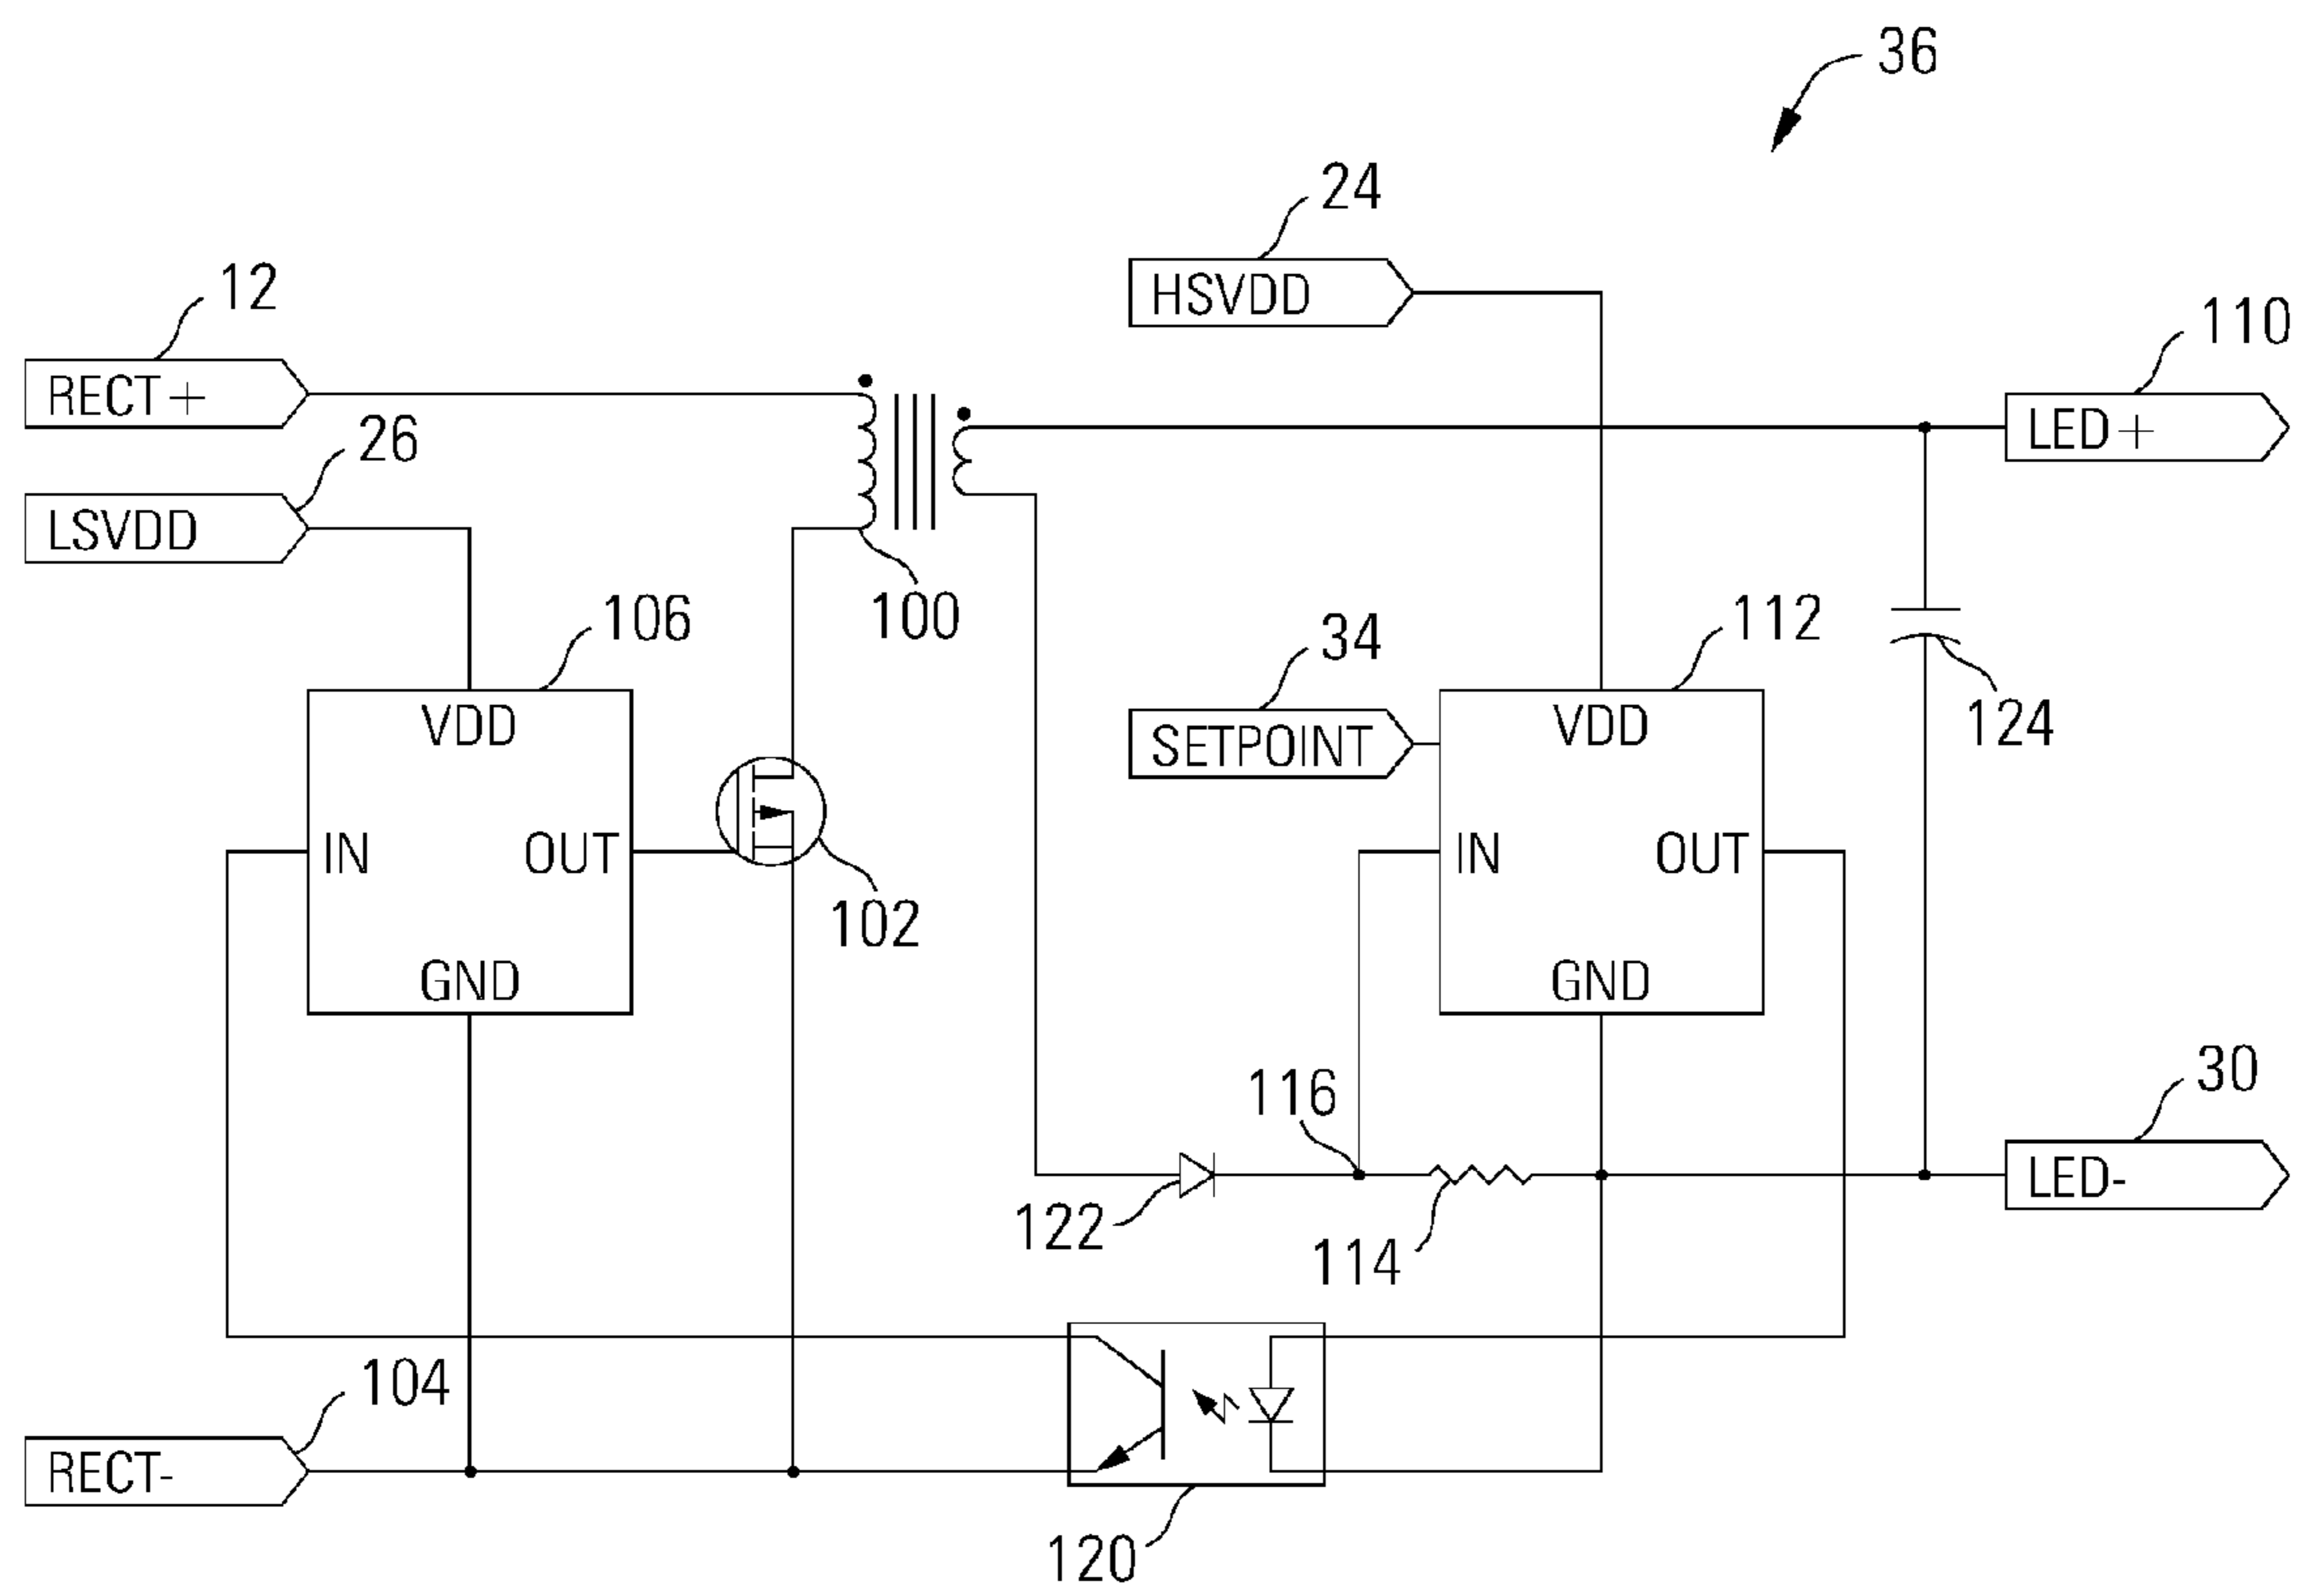 36
24
12
HSVDD
110
RECT+
26
LED+
LSVDD
106
100
34
112
VDD
SETPOINT
VDD
124
IN
OUT
IN
OUT
102
GND
GND
116
30
LED-
122
114
104
RECT-
120